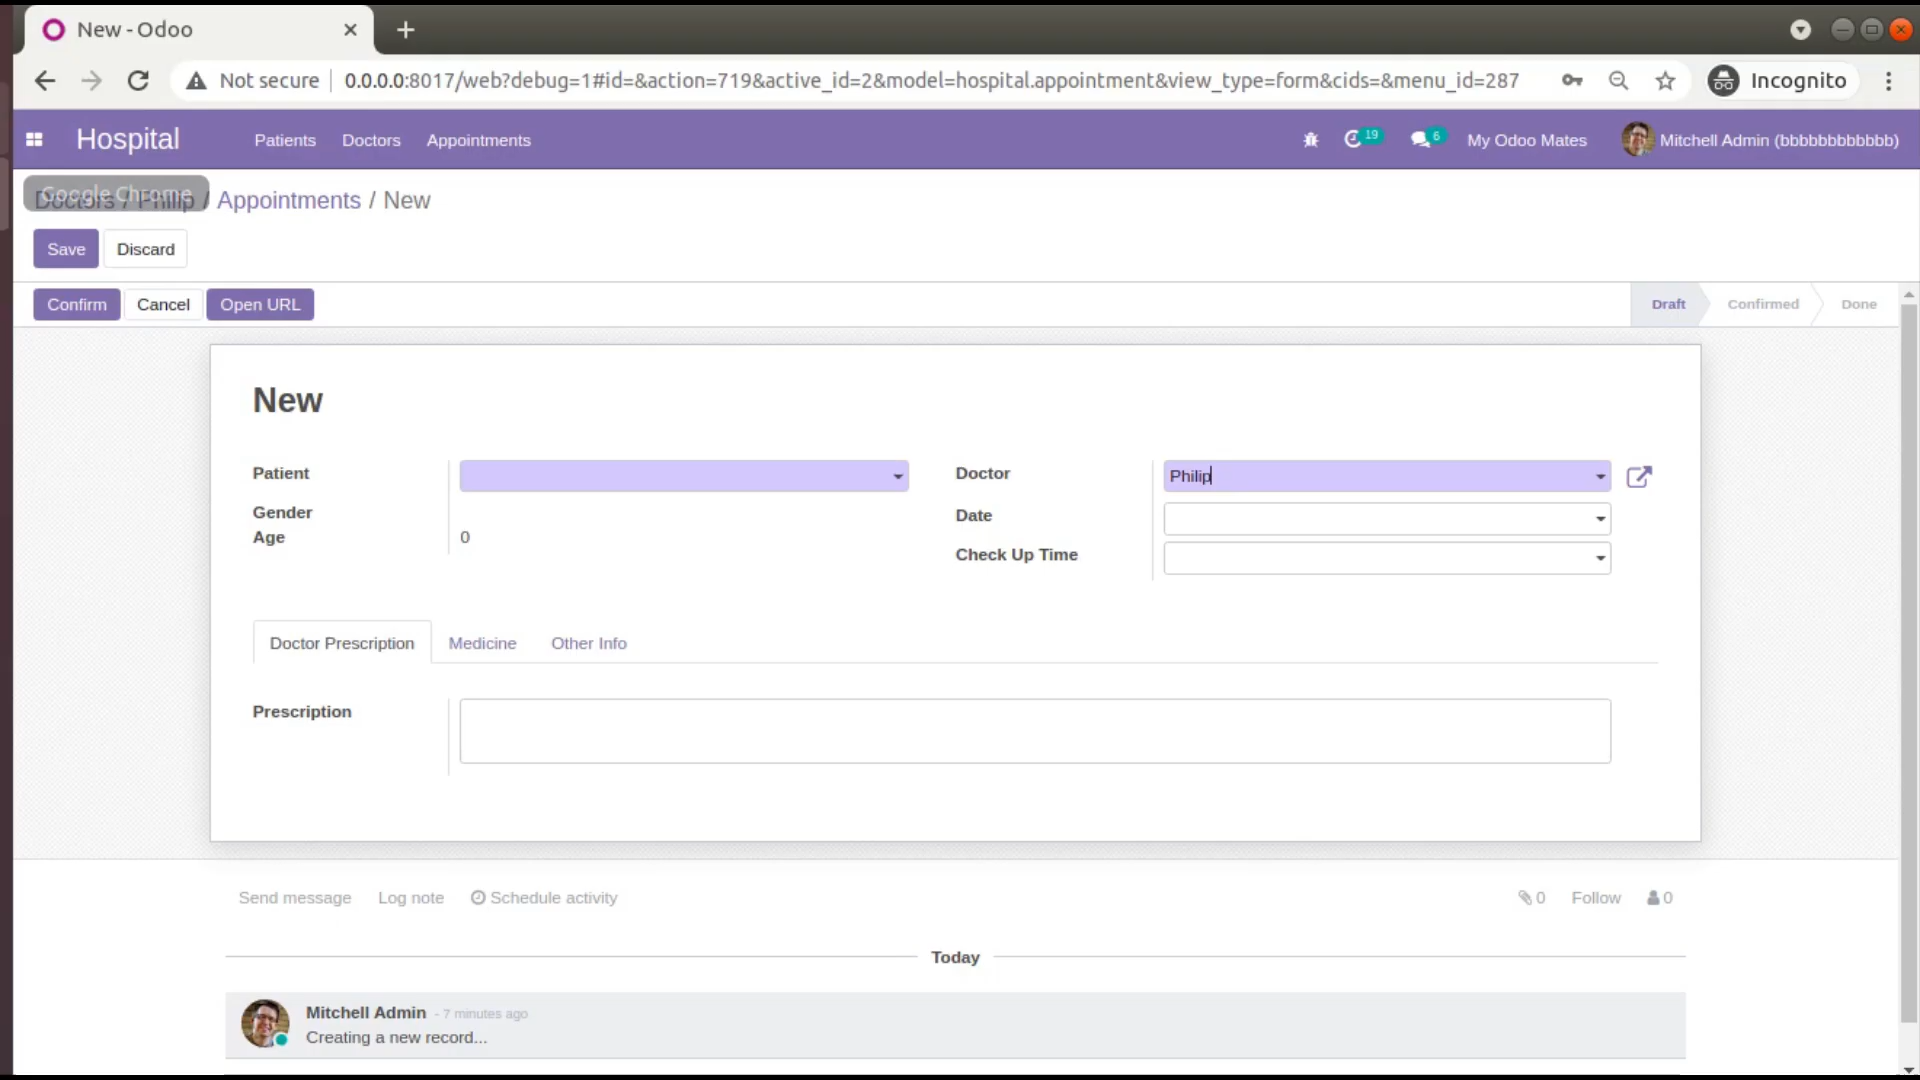 New - Odoo
Not secure 0.0.0.0:8017/web?debug=1#id=&action=719&active_id=2&model=hospital.appointment&view_type=form&cids=&menu_id=287 Incognito
Hospital Patients Doctors Appointments 19 6 My Odoo Mates Mitchell Admin (bbbbbbbbbbbb)
Google Chrome
Doctors / Philip / Appointments / New
Save Discard
Confirm Cancel Open URL Draft Confirmed Done
New
Patient Doctor Philip
Gender Date
Age 0 Check Up Time
Doctor Prescription Medicine Other Info
Prescription
Send message Log note Schedule activity 0 Follow 0
Today
Mitchell Admin - 7 minutes ago
Creating a new record...